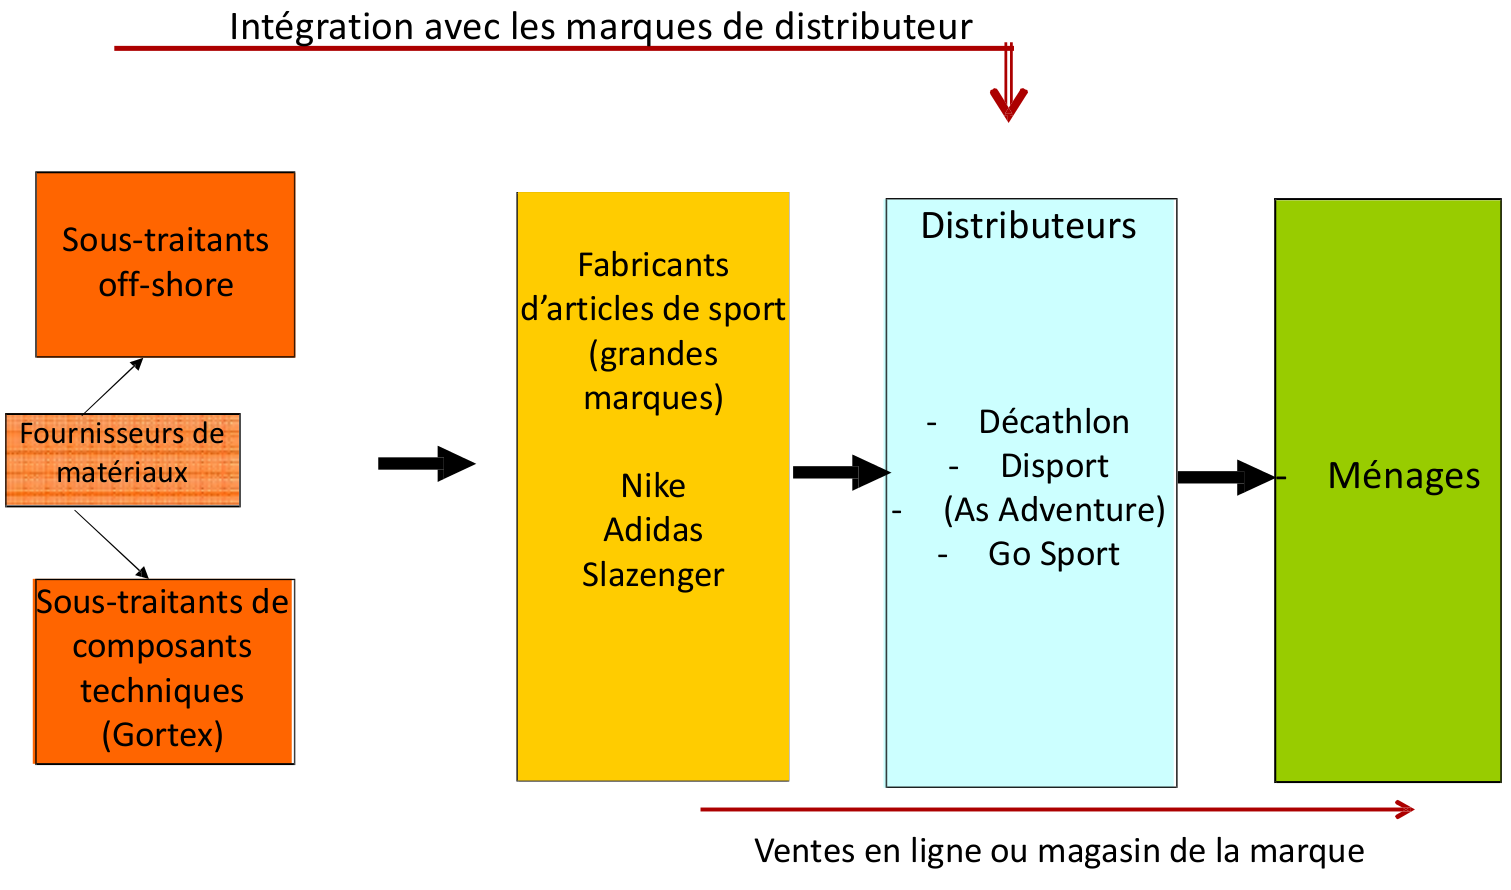 Intégration avec les marques de distributeur
Sous-traitants
off-shore
Fournisseurs de
matériaux
Sous-traitants de
composants
techniques
(Gortex)
Fabricants
d’articles de sport
(grandes
marques)
Nike
Adidas
Slazenger
Distributeurs
- Décathlon
- Disport
- (As Adventure)
- Go Sport
- Ménages
Ventes en ligne ou magasin de la marque